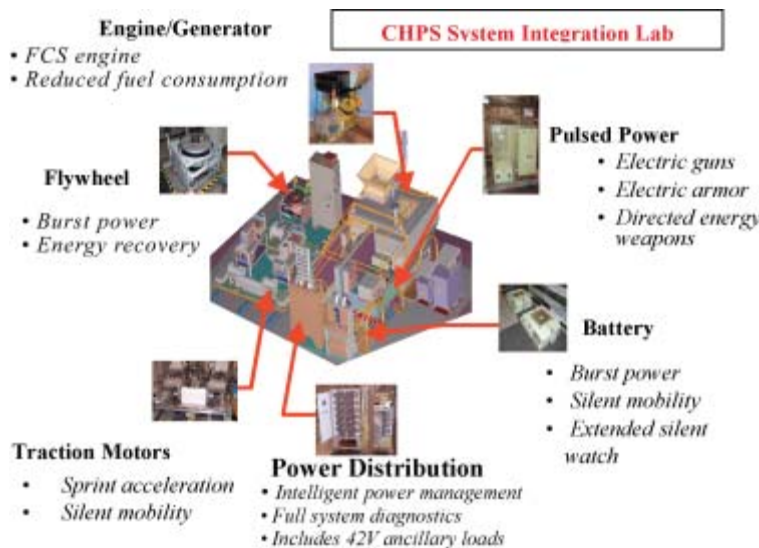 Engine/Generator
• FCS engine
• Reduced fuel consumption
CHPS System Integration Lab
Pulsed Power
• Electric guns
• Electric armor
• Directed energy
weapons
Flywheel
• Burst power
• Energy recovery
Battery
• Burst power
• Silent mobility
• Extended silent
watch
Traction Motors
• Sprint acceleration
• Silent mobility
Power Distribution
• Intelligent power management
• Full system diagnostics
• Includes 42V ancillary loads